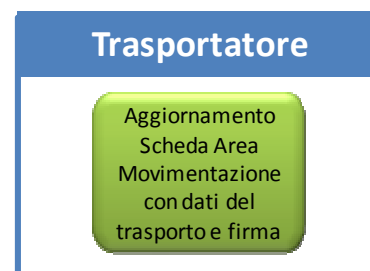 Trasportatore
Aggiornamento
Scheda Area
Movimentazione
con dati del
trasporto e firma